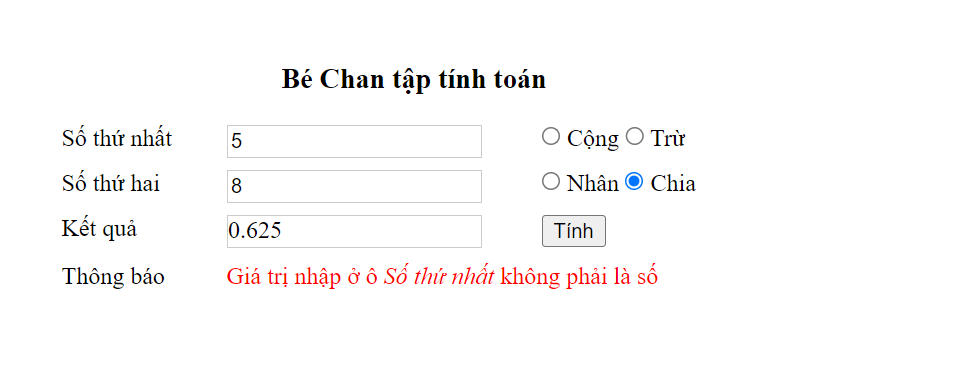 Bé Chan tập tính toán
Số thứ nhất 5 Cộng Trừ
Số thứ hai 8 Nhân Chia
Kết quả 0.625 Tính
Thông báo Giá trị nhập ở ô Số thứ nhất không phải là số